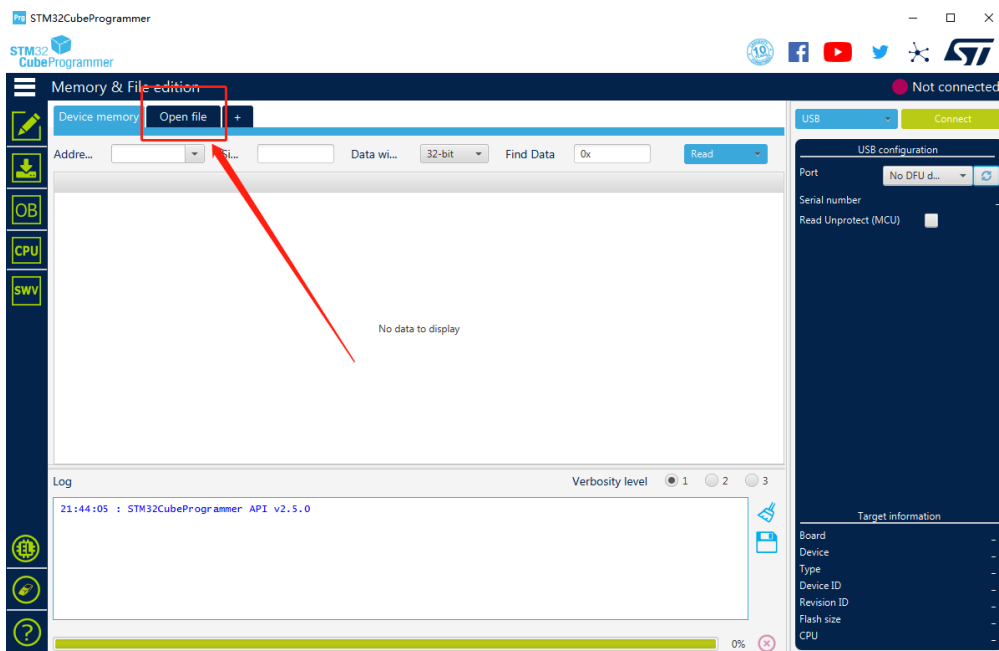 Prg STM32CubeProgrammer
STM32
CubeProgrammer
10
Memory & File edition
Not connected
Device memory
Open file
+
USB
Connect
Addre...
Si...
Data wi...
32-bit
Find Data
0x
Read
USB configuration
Port
No DFU d...
Serial number
Read Unprotect (MCU)
OB
CPU
SWV
No data to display
Log
Verbosity level
1
2
3
21:44:05 : STM32CubeProgrammer API v2.5.0
Target information
Board
–
Device
–
Type
–
Device ID
–
Revision ID
–
Flash size
–
CPU
–
EL
?
0%